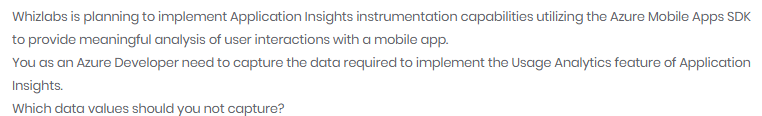 Whizlabs is planning to implement Application Insights instrumentation capabilities utilizing the Azure Mobile Apps SDK
to provide meaningful analysis of user interactions with a mobile app.
You as an Azure Developer need to capture the data required to implement the Usage Analytics feature of Application
Insights.
Which data values should you not capture?